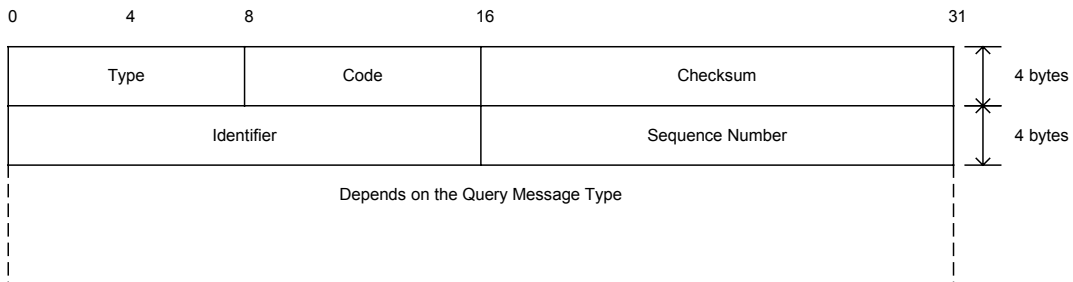 0 4 8 16 31
Type Code Checksum 4 bytes
Identifier Sequence Number 4 bytes
Depends on the Query Message Type